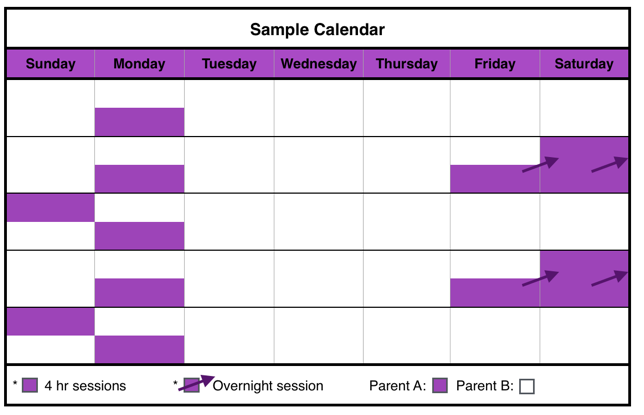 Sample Calendar
Sunday Monday Tuesday Wednesday Thursday Friday Saturday
* 4 hr sessions * Overnight session Parent A: Parent B: